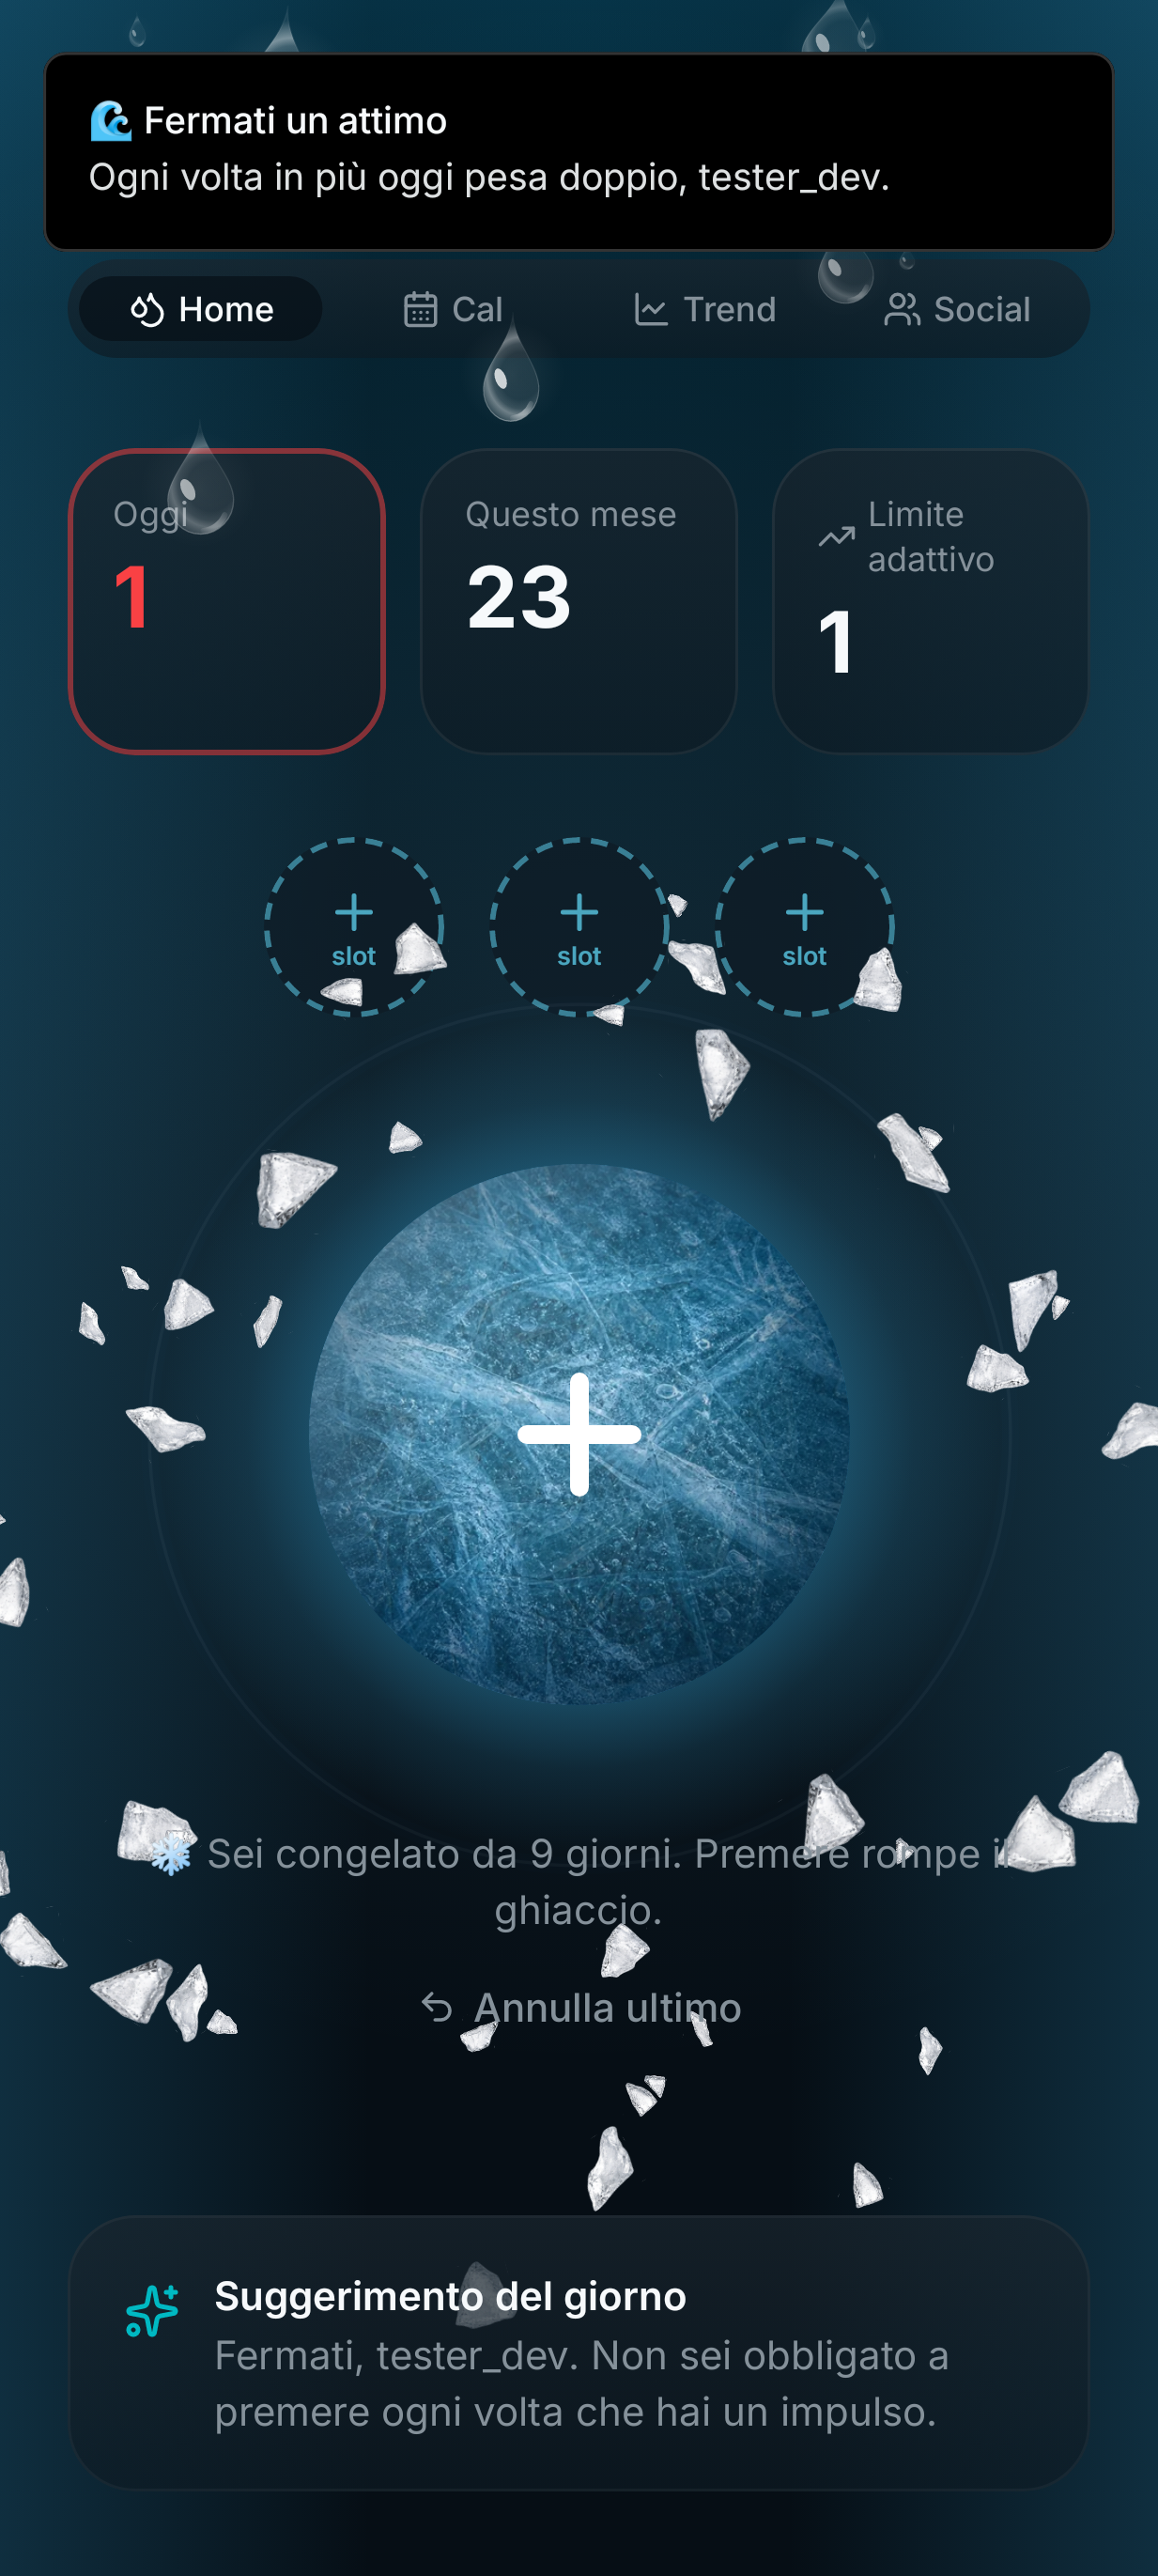 🌊 Fermati un attimo
Ogni volta in più oggi pesa doppio, tester_dev.
Home
Cal
Trend
Social
Oggi
1
Questo mese
23
Limite
adattivo
1
slot
slot
slot
❄️ Sei congelato da 9 giorni. Premere rompe il
ghiaccio.
Annulla ultimo
Suggerimento del giorno
Fermati, tester_dev. Non sei obbligato a
premere ogni volta che hai un impulso.